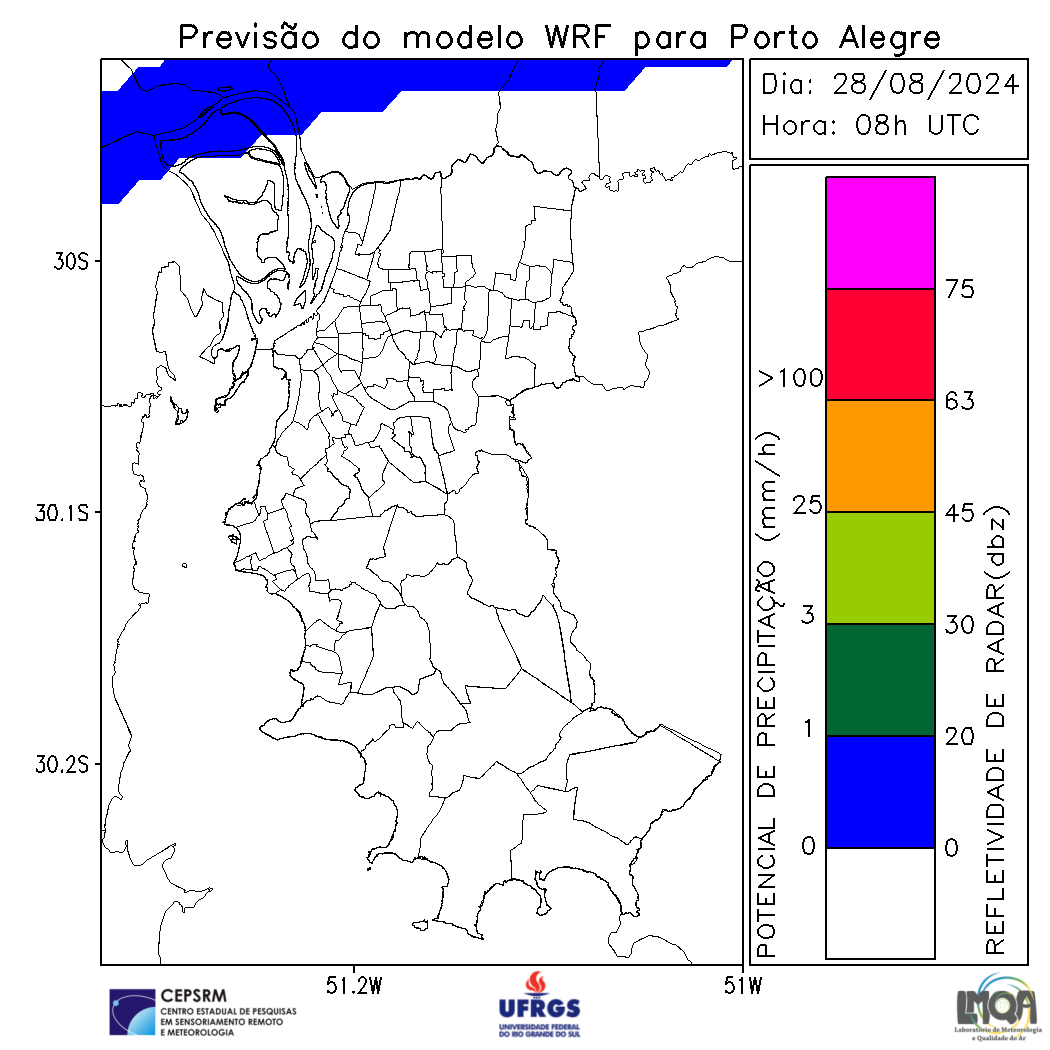 Previsão do modelo WRF para Porto Alegre
Dia: 28/08/2024
Hora: 08h UTC
30S
30.1S
30.2S
51.2W
51W
POTENCIAL DE PRECIPITAÇÃO (mm/h)
>100
25
3
1
0
75
63
45
30
20
0
REFLETIVIDADE DE RADAR(dbz)
CEPSRM
CENTRO ESTADUAL DE PESQUISAS
EM SENSORIAMENTO REMOTO
E METEOROLOGIA
UFRGS
UNIVERSIDADE FEDERAL
DO RIO GRANDE DO SUL
LMQA
Laboratório de Meteorologia
e Qualidade do Ar